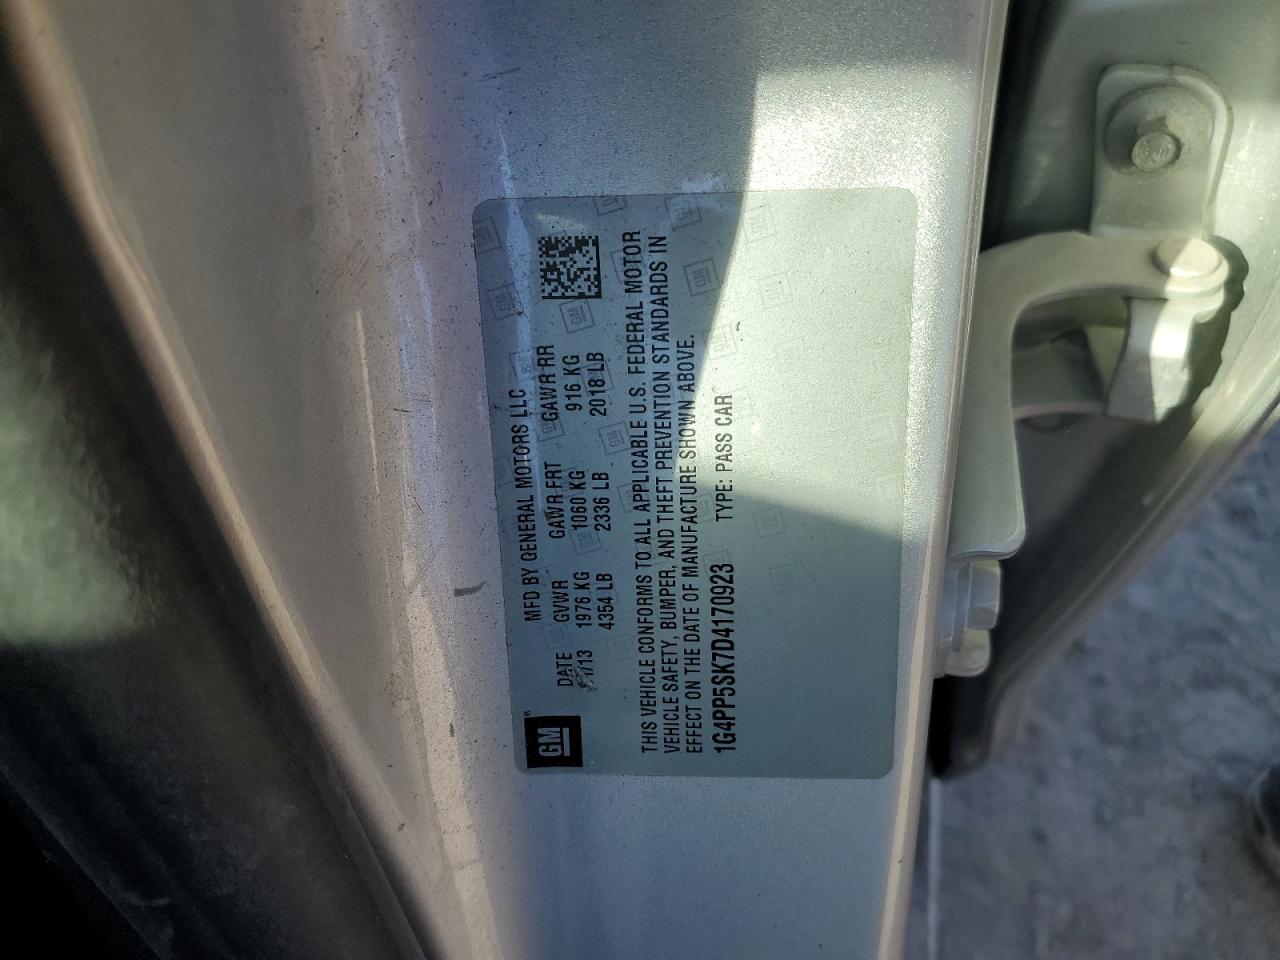 MFD BY GENERAL MOTORS LLC
DATE GVWR GAWR FRT GAWR RR
/13 1976 KG 1060 KG 916 KG
4354 LB 2336 LB 2018 LB
GM ®
THIS VEHICLE CONFORMS TO ALL APPLICABLE U.S. FEDERAL MOTOR
VEHICLE SAFETY, BUMPER, AND THEFT PREVENTION STANDARDS IN
EFFECT ON THE DATE OF MANUFACTURE SHOWN ABOVE.
1G4PP5SK7D4170923 TYPE: PASS CAR